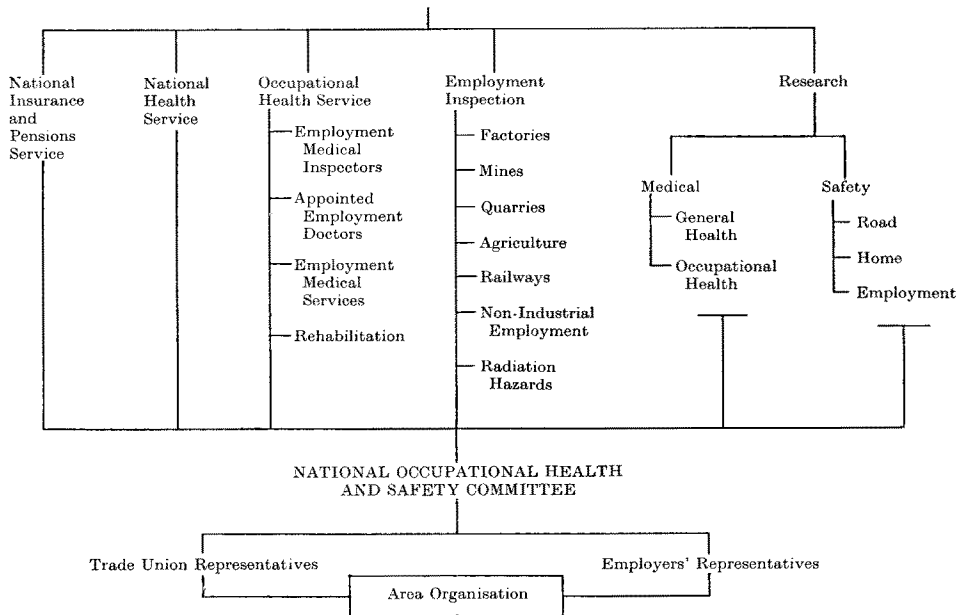 National
Insurance
and
Pensions
Service
National
Health
Service
Occupational
Health Service
Employment
Medical
Inspectors
Appointed
Employment
Doctors
Employment
Medical
Services
Rehabilitation
Employment
Inspection
Factories
Mines
Quarries
Agriculture
Railways
Non-Industrial
Employment
Radiation
Hazards
Research
Medical
General
Health
Occupational
Health
Safety
Road
Home
Employment
NATIONAL OCCUPATIONAL HEALTH
AND SAFETY COMMITTEE
Trade Union Representatives
Employers' Representatives
Area Organisation